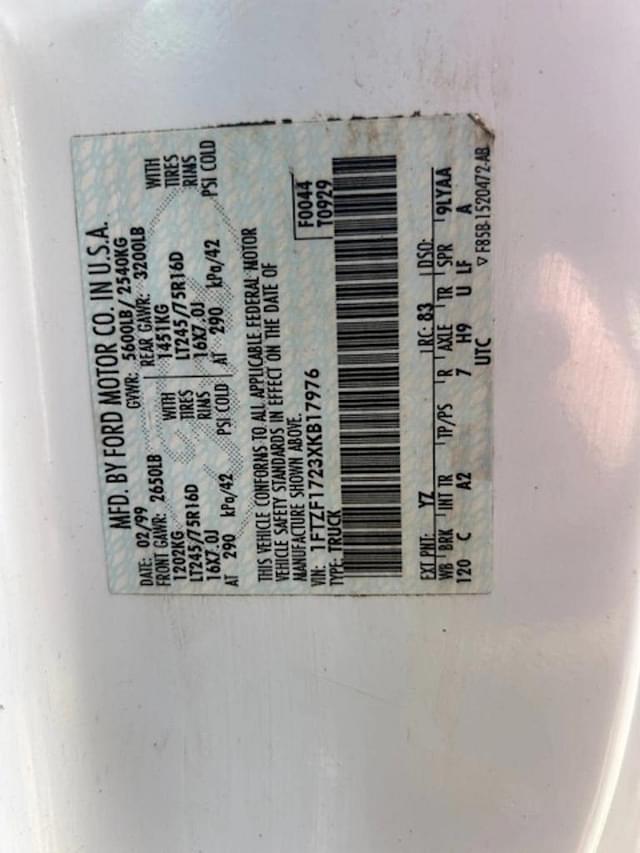 MFD. BY FORD MOTOR CO. IN U.S.A.
DATE: 02/99 GVWR: 5600LB / 2540KG
FRONT GAWR: 2650LB REAR GAWR: 3200LB
1202KG WITH 1451KG WITH
LT245/75R16D TIRES LT245/75R16D TIRES
16X7.0J RIMS 16X7.0J RIMS
AT 290 kPa/42 PSI COLD AT 290 kPa/42 PSI COLD
THIS VEHICLE CONFORMS TO ALL APPLICABLE FEDERAL MOTOR
VEHICLE SAFETY STANDARDS IN EFFECT ON THE DATE OF
MANUFACTURE SHOWN ABOVE.
VIN: 1FTZF1723XKB17976 F0044
TYPE: TRUCK T0929
EXT PNT: YZ RC: 83 DSO:
WB BRK INT TR TP/PS R AXLE TR SPR 9LYAA
120 C A2 7 H9 U LF A
UTC ▽ F85B-1520472-AB